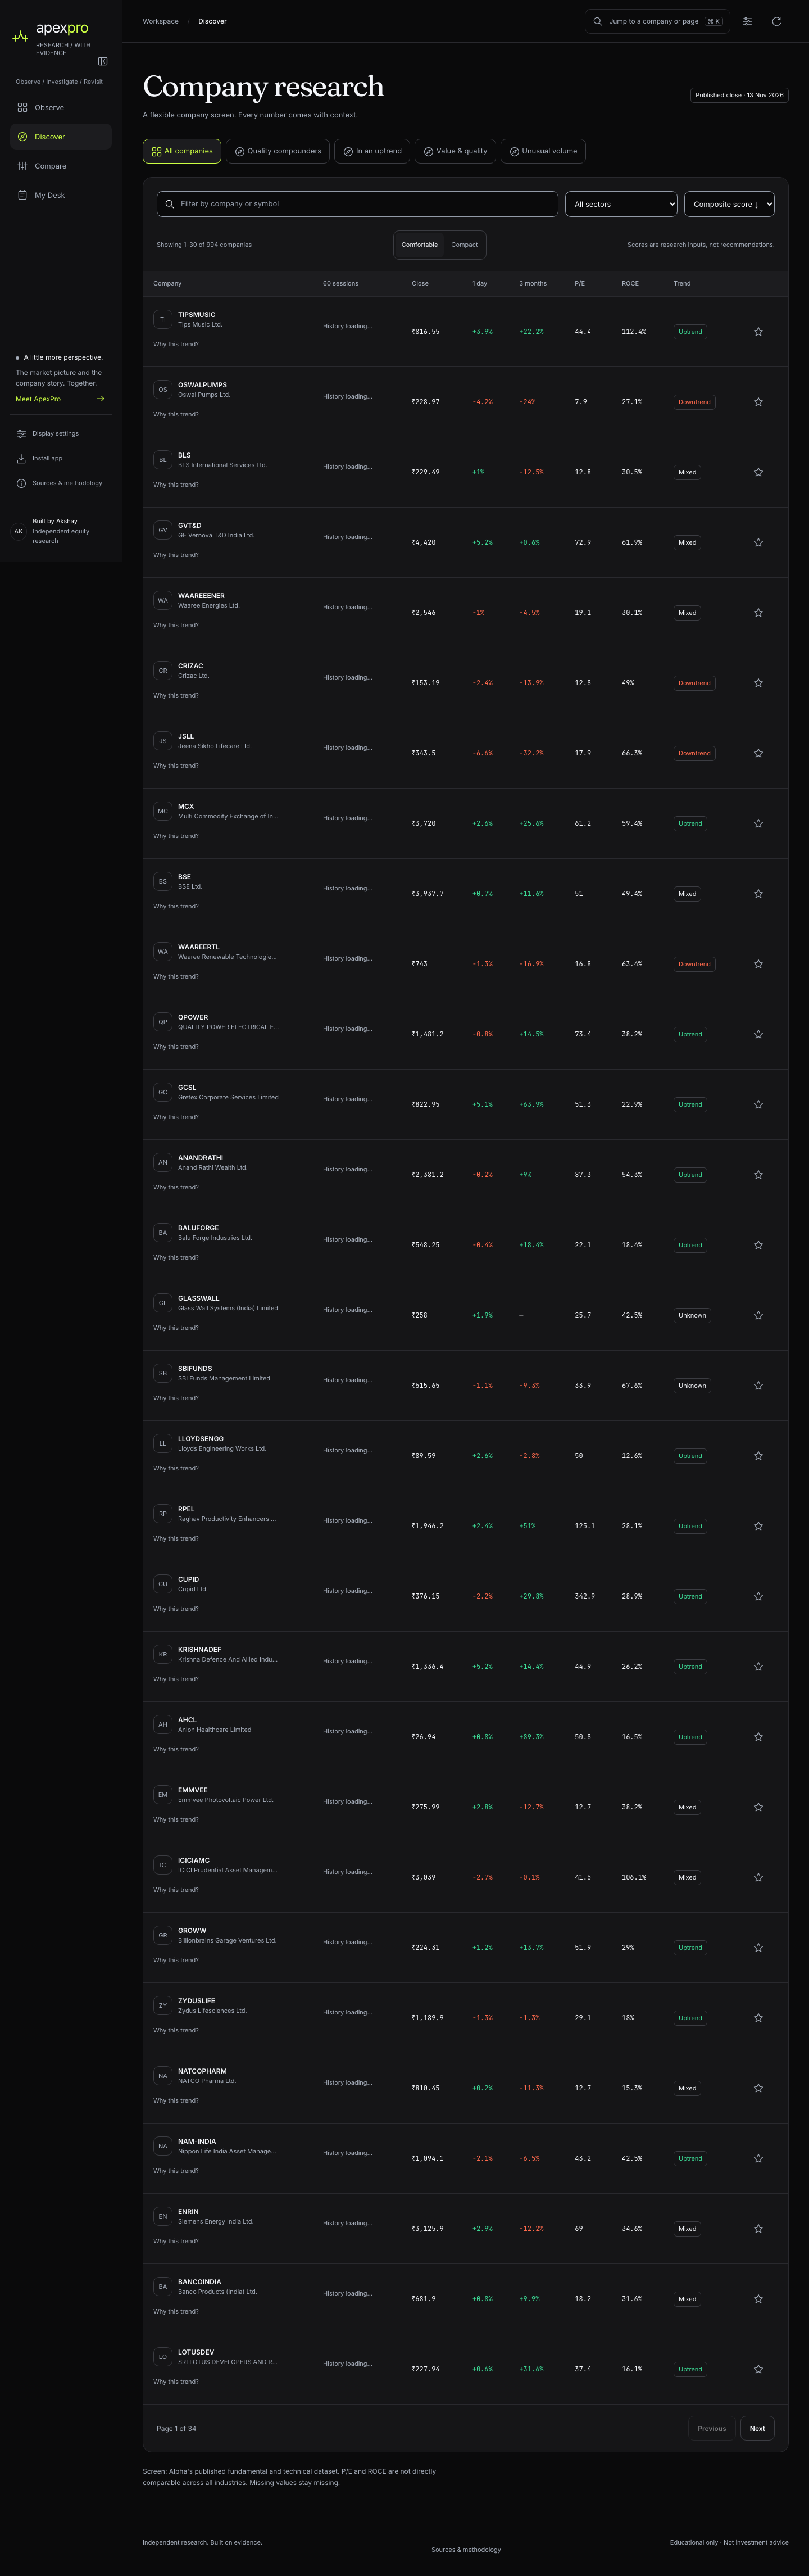 apexpro
RESEARCH / WITH
EVIDENCE
Observe / Investigate / Revisit
Observe
Discover
Compare
My Desk
A little more perspective.
The market picture and the
company story. Together.
Meet ApexPro
Display settings
Install app
Sources & methodology
AK
Built by Akshay
Independent equity
research
Workspace / Discover
Jump to a company or page ⌘ K
Company research
A flexible company screen. Every number comes with context.
Published close · 13 Nov 2026
All companies Quality compounders In an uptrend Value & quality Unusual volume
Filter by company or symbol All sectors Composite score ↓
Showing 1–30 of 994 companies Comfortable Compact Scores are research inputs, not recommendations.
Company 60 sessions Close 1 day 3 months P/E ROCE Trend
TI TIPSMUSIC
Tips Music Ltd.
Why this trend?
History loading... ₹816.55 +3.9% +22.2% 44.4 112.4% Uptrend
OS OSWALPUMPS
Oswal Pumps Ltd.
Why this trend?
History loading... ₹228.97 -4.2% -24% 7.9 27.1% Downtrend
BL BLS
BLS International Services Ltd.
Why this trend?
History loading... ₹229.49 +1% -12.5% 12.8 30.5% Mixed
GV GVT&D
GE Vernova T&D India Ltd.
Why this trend?
History loading... ₹4,420 +5.2% +0.6% 72.9 61.9% Mixed
WA WAAREEENER
Waaree Energies Ltd.
Why this trend?
History loading... ₹2,546 -1% -4.5% 19.1 30.1% Mixed
CR CRIZAC
Crizac Ltd.
Why this trend?
History loading... ₹153.19 -2.4% -13.9% 12.8 49% Downtrend
JS JSLL
Jeena Sikho Lifecare Ltd.
Why this trend?
History loading... ₹343.5 -6.6% -32.2% 17.9 66.3% Downtrend
MC MCX
Multi Commodity Exchange of In...
Why this trend?
History loading... ₹3,720 +2.6% +25.6% 61.2 59.4% Uptrend
BS BSE
BSE Ltd.
Why this trend?
History loading... ₹3,937.7 +0.7% +11.6% 51 49.4% Mixed
WA WAAREERTL
Waaree Renewable Technologie...
Why this trend?
History loading... ₹743 -1.3% -16.9% 16.8 63.4% Downtrend
QP QPOWER
QUALITY POWER ELECTRICAL E...
Why this trend?
History loading... ₹1,481.2 -0.8% +14.5% 73.4 38.2% Uptrend
GC GCSL
Gretex Corporate Services Limited
Why this trend?
History loading... ₹822.95 +5.1% +63.9% 51.3 22.9% Uptrend
AN ANANDRATHI
Anand Rathi Wealth Ltd.
Why this trend?
History loading... ₹2,381.2 -0.2% +9% 87.3 54.3% Uptrend
BA BALUFORGE
Balu Forge Industries Ltd.
Why this trend?
History loading... ₹548.25 -0.4% +18.4% 22.1 18.4% Uptrend
GL GLASSWALL
Glass Wall Systems (India) Limited
Why this trend?
History loading... ₹258 +1.9% — 25.7 42.5% Unknown
SB SBIFUNDS
SBI Funds Management Limited
Why this trend?
History loading... ₹515.65 -1.1% -9.3% 33.9 67.6% Unknown
LL LLOYDSENGG
Lloyds Engineering Works Ltd.
Why this trend?
History loading... ₹89.59 +2.6% -2.8% 50 12.6% Uptrend
RP RPEL
Raghav Productivity Enhancers ...
Why this trend?
History loading... ₹1,946.2 +2.4% +51% 125.1 28.1% Uptrend
CU CUPID
Cupid Ltd.
Why this trend?
History loading... ₹376.15 -2.2% +29.8% 342.9 28.9% Uptrend
KR KRISHNADEF
Krishna Defence And Allied Indu...
Why this trend?
History loading... ₹1,336.4 +5.2% +14.4% 44.9 26.2% Uptrend
AH AHCL
Anlon Healthcare Limited
Why this trend?
History loading... ₹26.94 +0.8% +89.3% 50.8 16.5% Uptrend
EM EMMVEE
Emmvee Photovoltaic Power Ltd.
Why this trend?
History loading... ₹275.99 +2.8% -12.7% 12.7 38.2% Mixed
IC ICICIAMC
ICICI Prudential Asset Managem...
Why this trend?
History loading... ₹3,039 -2.7% -0.1% 41.5 106.1% Mixed
GR GROWW
Billionbrains Garage Ventures Ltd.
Why this trend?
History loading... ₹224.31 +1.2% +13.7% 51.9 29% Uptrend
ZY ZYDUSLIFE
Zydus Lifesciences Ltd.
Why this trend?
History loading... ₹1,189.9 -1.3% -1.3% 29.1 18% Uptrend
NA NATCOPHARM
NATCO Pharma Ltd.
Why this trend?
History loading... ₹810.45 +0.2% -11.3% 12.7 15.3% Mixed
NA NAM-INDIA
Nippon Life India Asset Manage...
Why this trend?
History loading... ₹1,094.1 -2.1% -6.5% 43.2 42.5% Uptrend
EN ENRIN
Siemens Energy India Ltd.
Why this trend?
History loading... ₹3,125.9 +2.9% -12.2% 69 34.6% Mixed
BA BANCOINDIA
Banco Products (India) Ltd.
Why this trend?
History loading... ₹681.9 +0.8% +9.9% 18.2 31.6% Mixed
LO LOTUSDEV
SRI LOTUS DEVELOPERS AND R...
Why this trend?
History loading... ₹227.94 +0.6% +31.6% 37.4 16.1% Uptrend
Page 1 of 34 Previous Next
Screen: Alpha's published fundamental and technical dataset. P/E and ROCE are not directly
comparable across all industries. Missing values stay missing.
Independent research. Built on evidence.
Sources & methodology
Educational only · Not investment advice